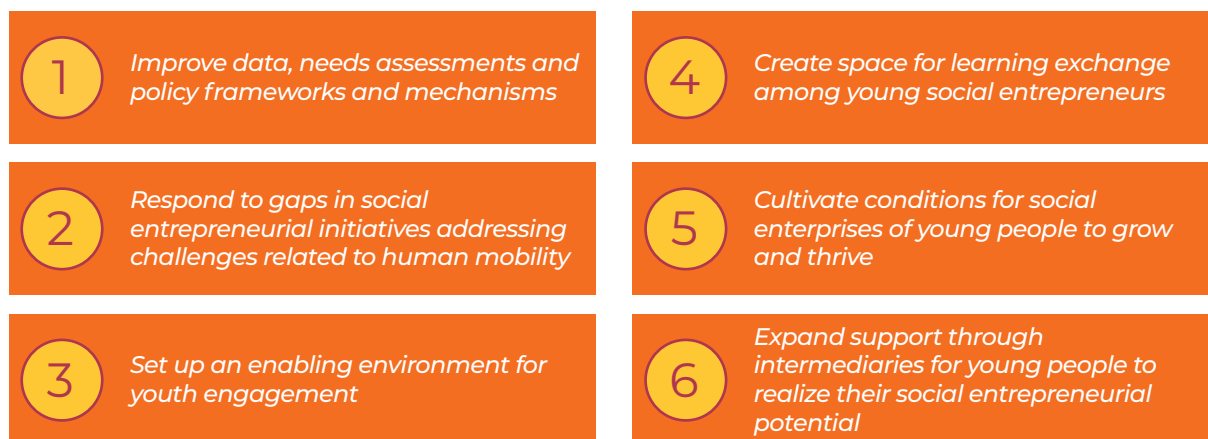 1
Improve data, needs assessments and
policy frameworks and mechanisms
2
Respond to gaps in social
entrepreneurial initiatives addressing
challenges related to human mobility
3
Set up an enabling environment for
youth engagement
4
Create space for learning exchange
among young social entrepreneurs
5
Cultivate conditions for social
enterprises of young people to grow
and thrive
6
Expand support through
intermediaries for young people to
realize their social entrepreneurial
potential